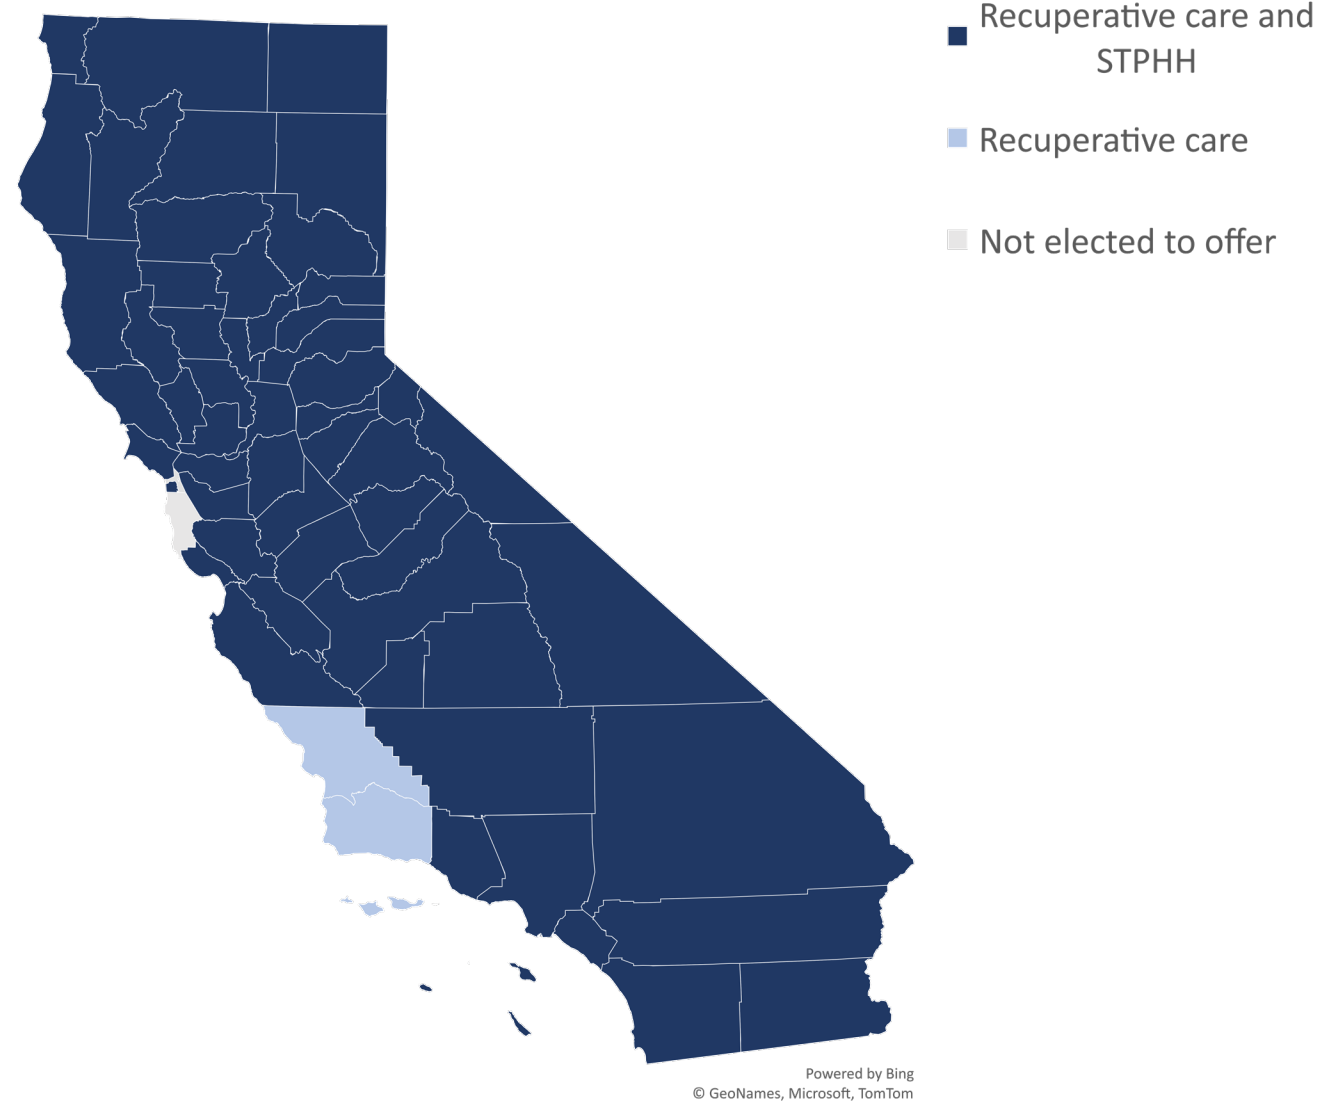 Recuperative care and
STPHH
Recuperative care
Not elected to offer
Powered by Bing
© GeoNames, Microsoft, TomTom